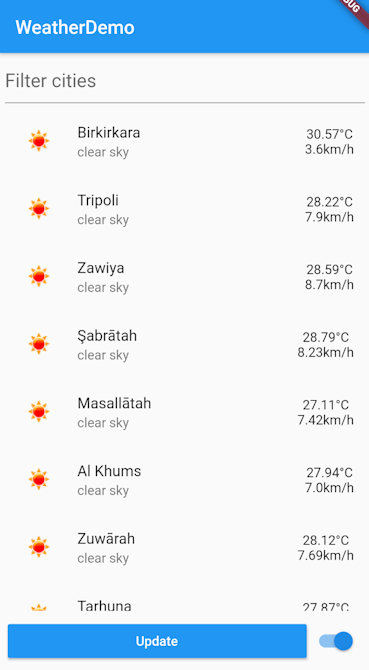 WeatherDemo
Filter cities
Birkirkara 30.57°C
clear sky 3.6km/h
Tripoli 28.22°C
clear sky 7.9km/h
Zawiya 28.59°C
clear sky 8.7km/h
Şabrātah 28.79°C
clear sky 8.23km/h
Masallātah 27.11°C
clear sky 7.42km/h
Al Khums 27.94°C
clear sky 7.0km/h
Zuwārah 28.12°C
clear sky 7.69km/h
Tarhuna 27.87°C
Update